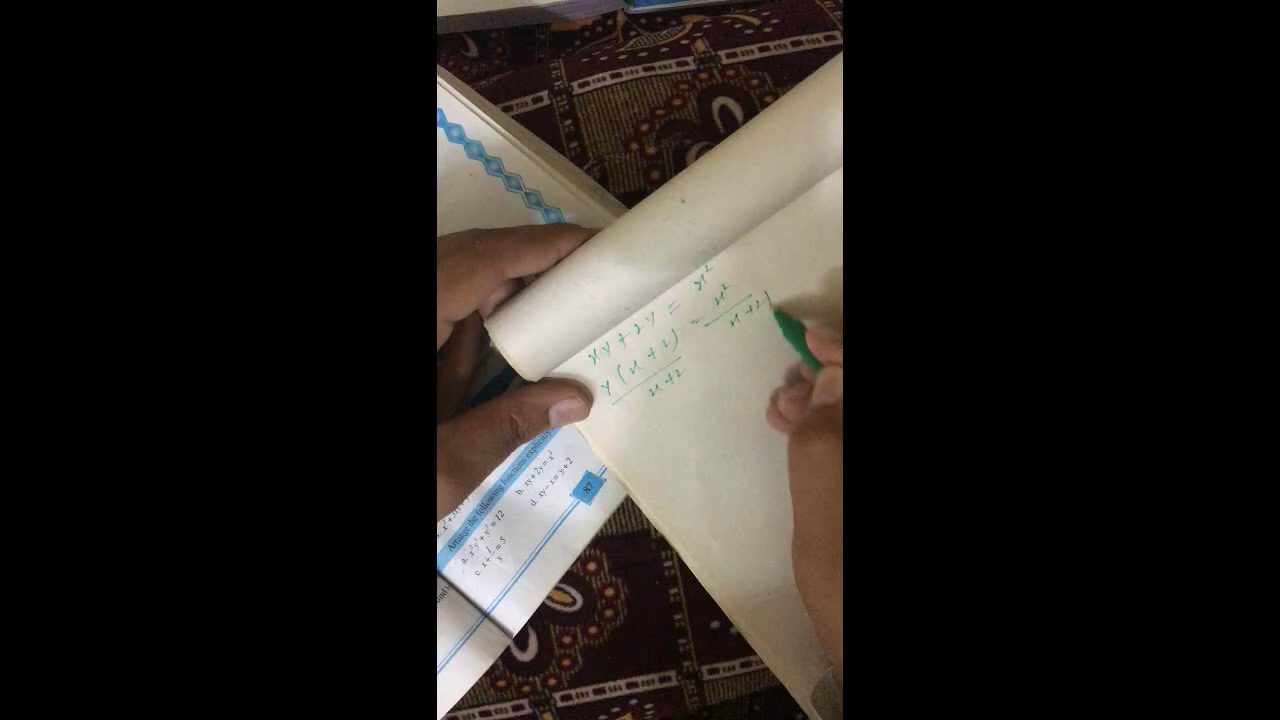 xy + 2y = x²
y(x + 2) / x + 2 = x² / x + 2
Arrange the following functions explicitly
a. x²y² + y² = 12
b. xy + 2y = x²
c. x + 1/y = 5
d. xy − x = y + 2
87